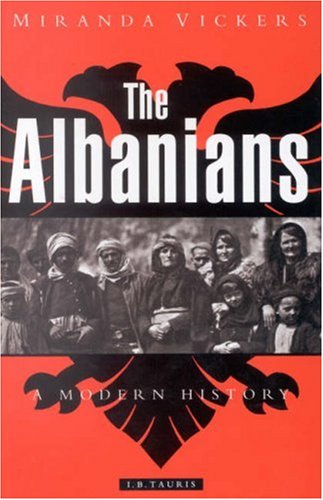 MIRANDA VICKERS
The
Albanians
A MODERN HISTORY
I.B.TAURIS